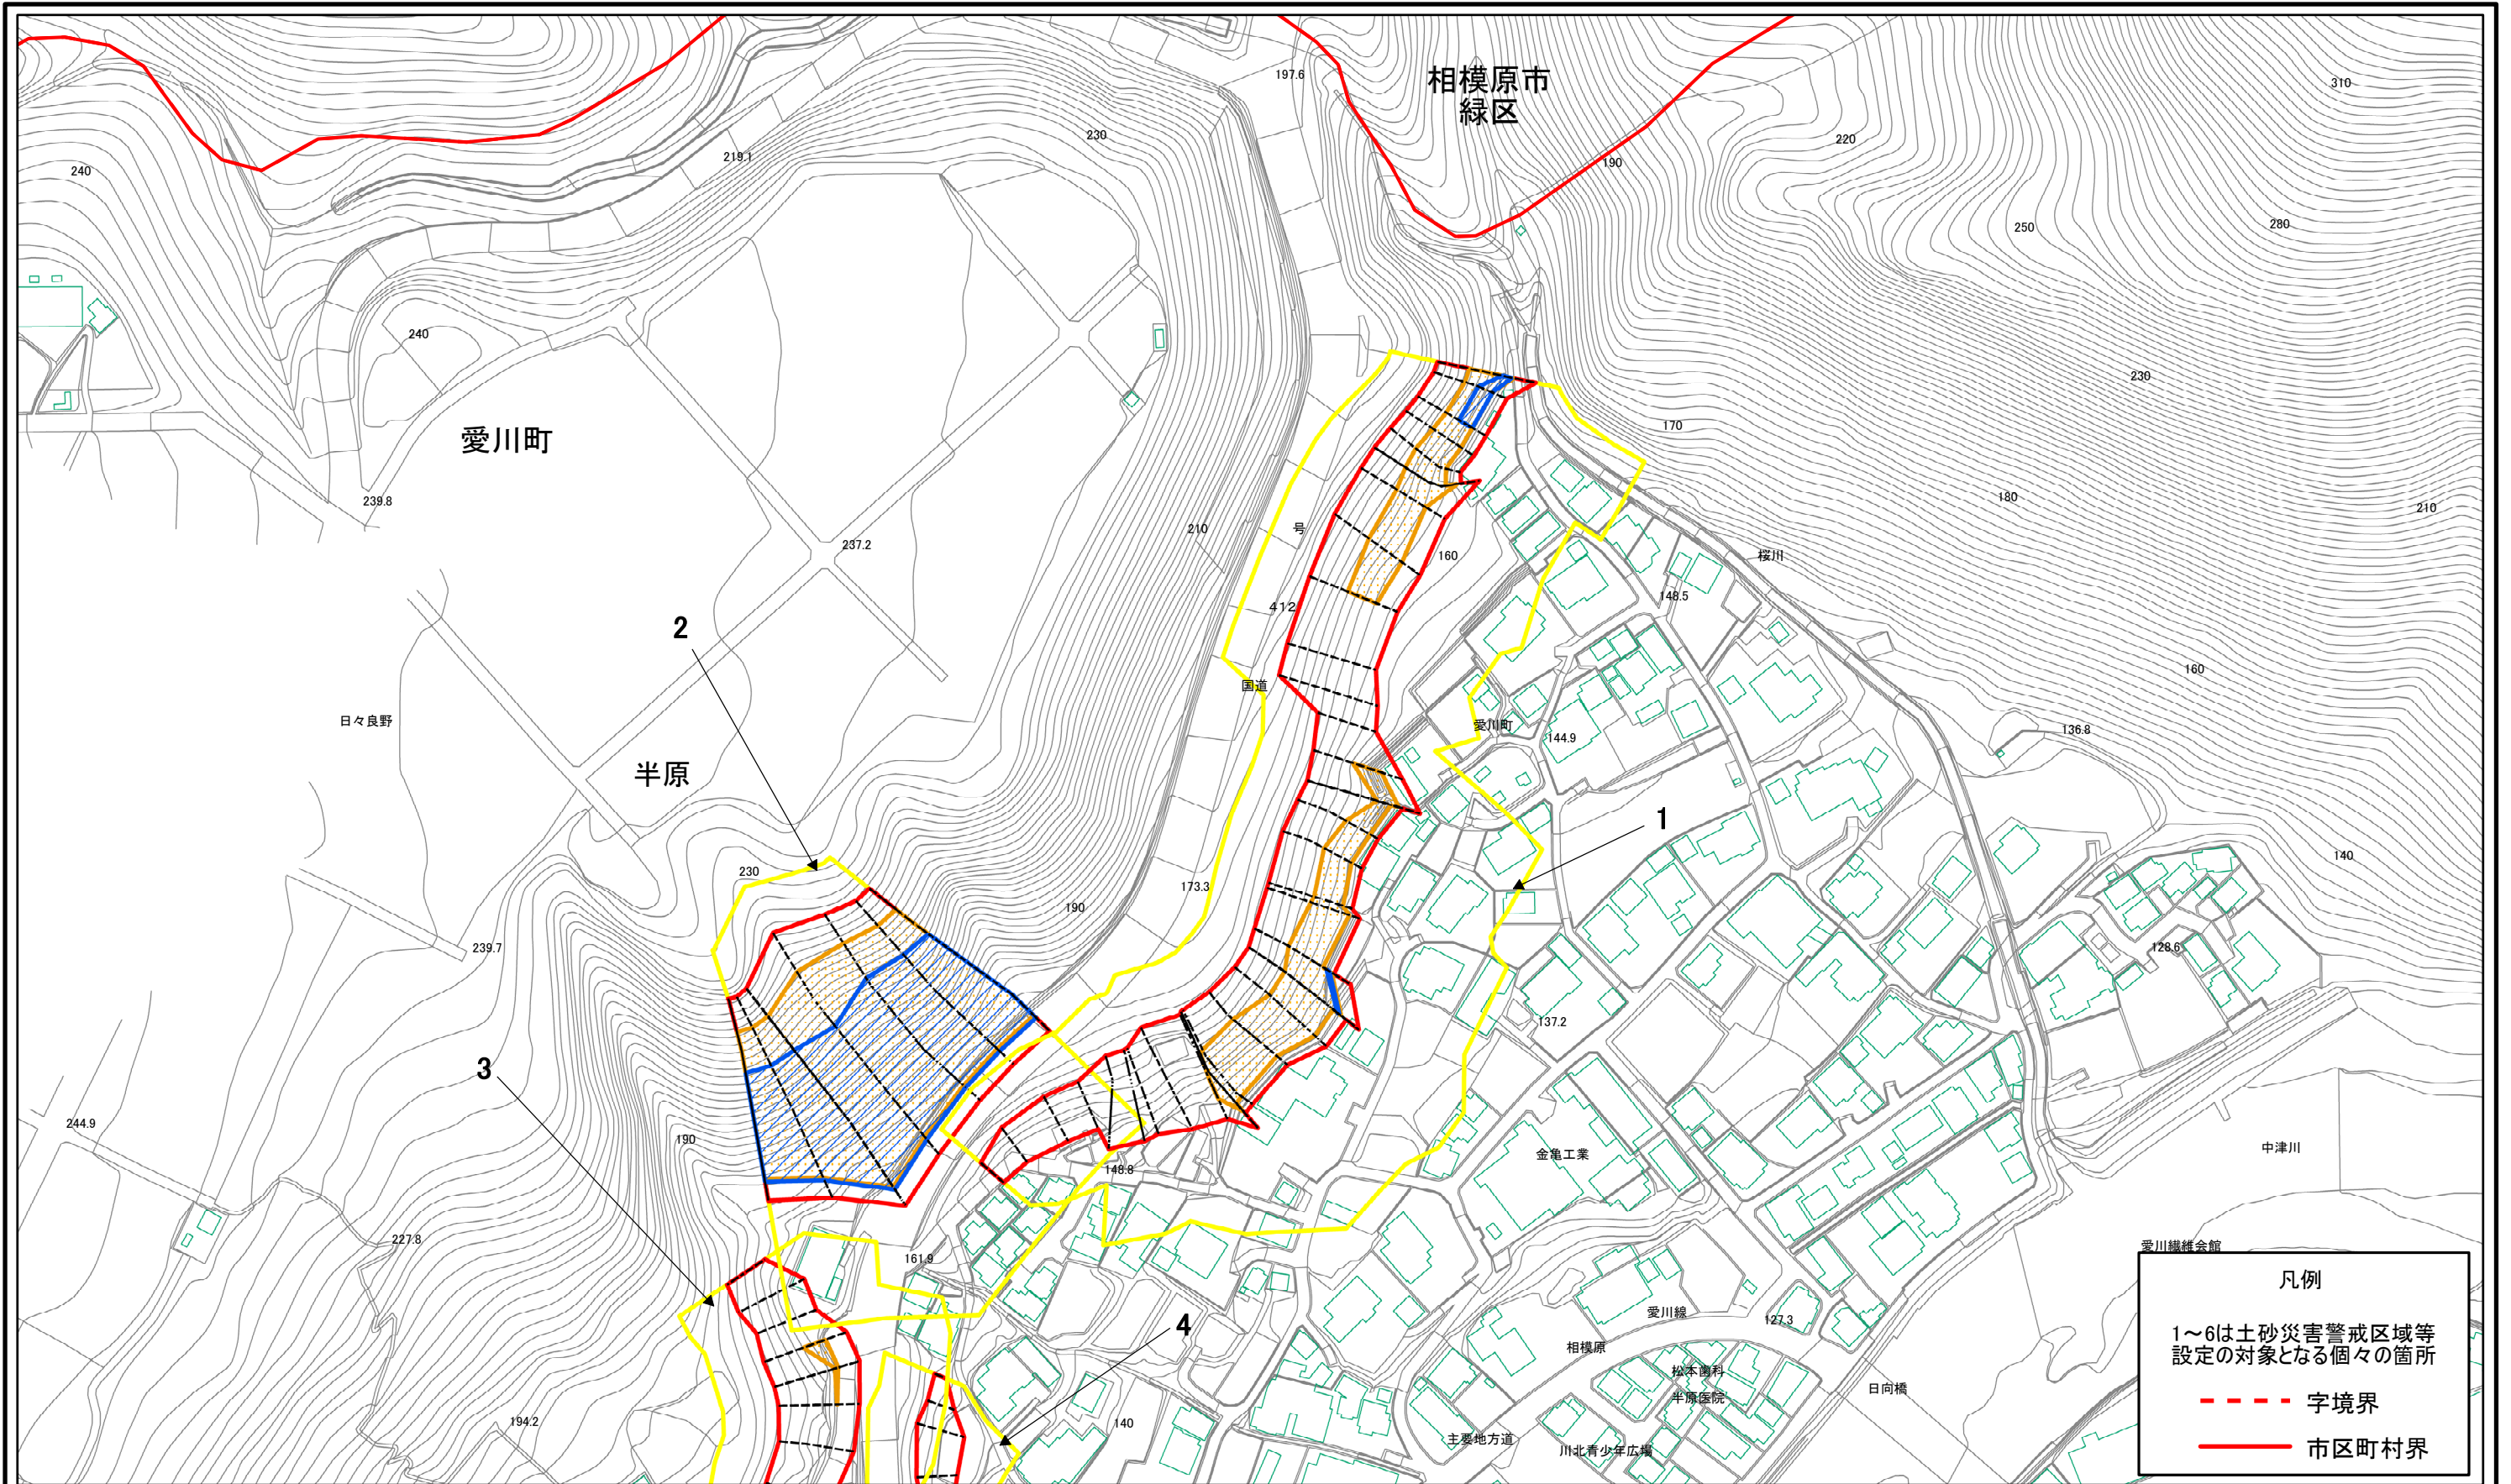 197.6
相模原市
緑区
310
230
220
219.1
190
240
280
250
240
230
170
愛川町
239.8
180
210
210
号
237.2
160
桜川
412
148.5
2
160
国道
日々良野
愛川町
136.8
144.9
半原
1
140
230
173.3
190
239.7
128.6
137.2
3
244.9
190
中津川
金亀工業
148.8
227.8
161.9
愛川繊維会館
凡例
愛川線
127.3
4
1～6は土砂災害警戒区域等
設定の対象となる個々の箇所
相模原
松本歯科
日向橋
半原医院
字境界
194.2
140
主要地方道
川北青少年広場
市区町村界